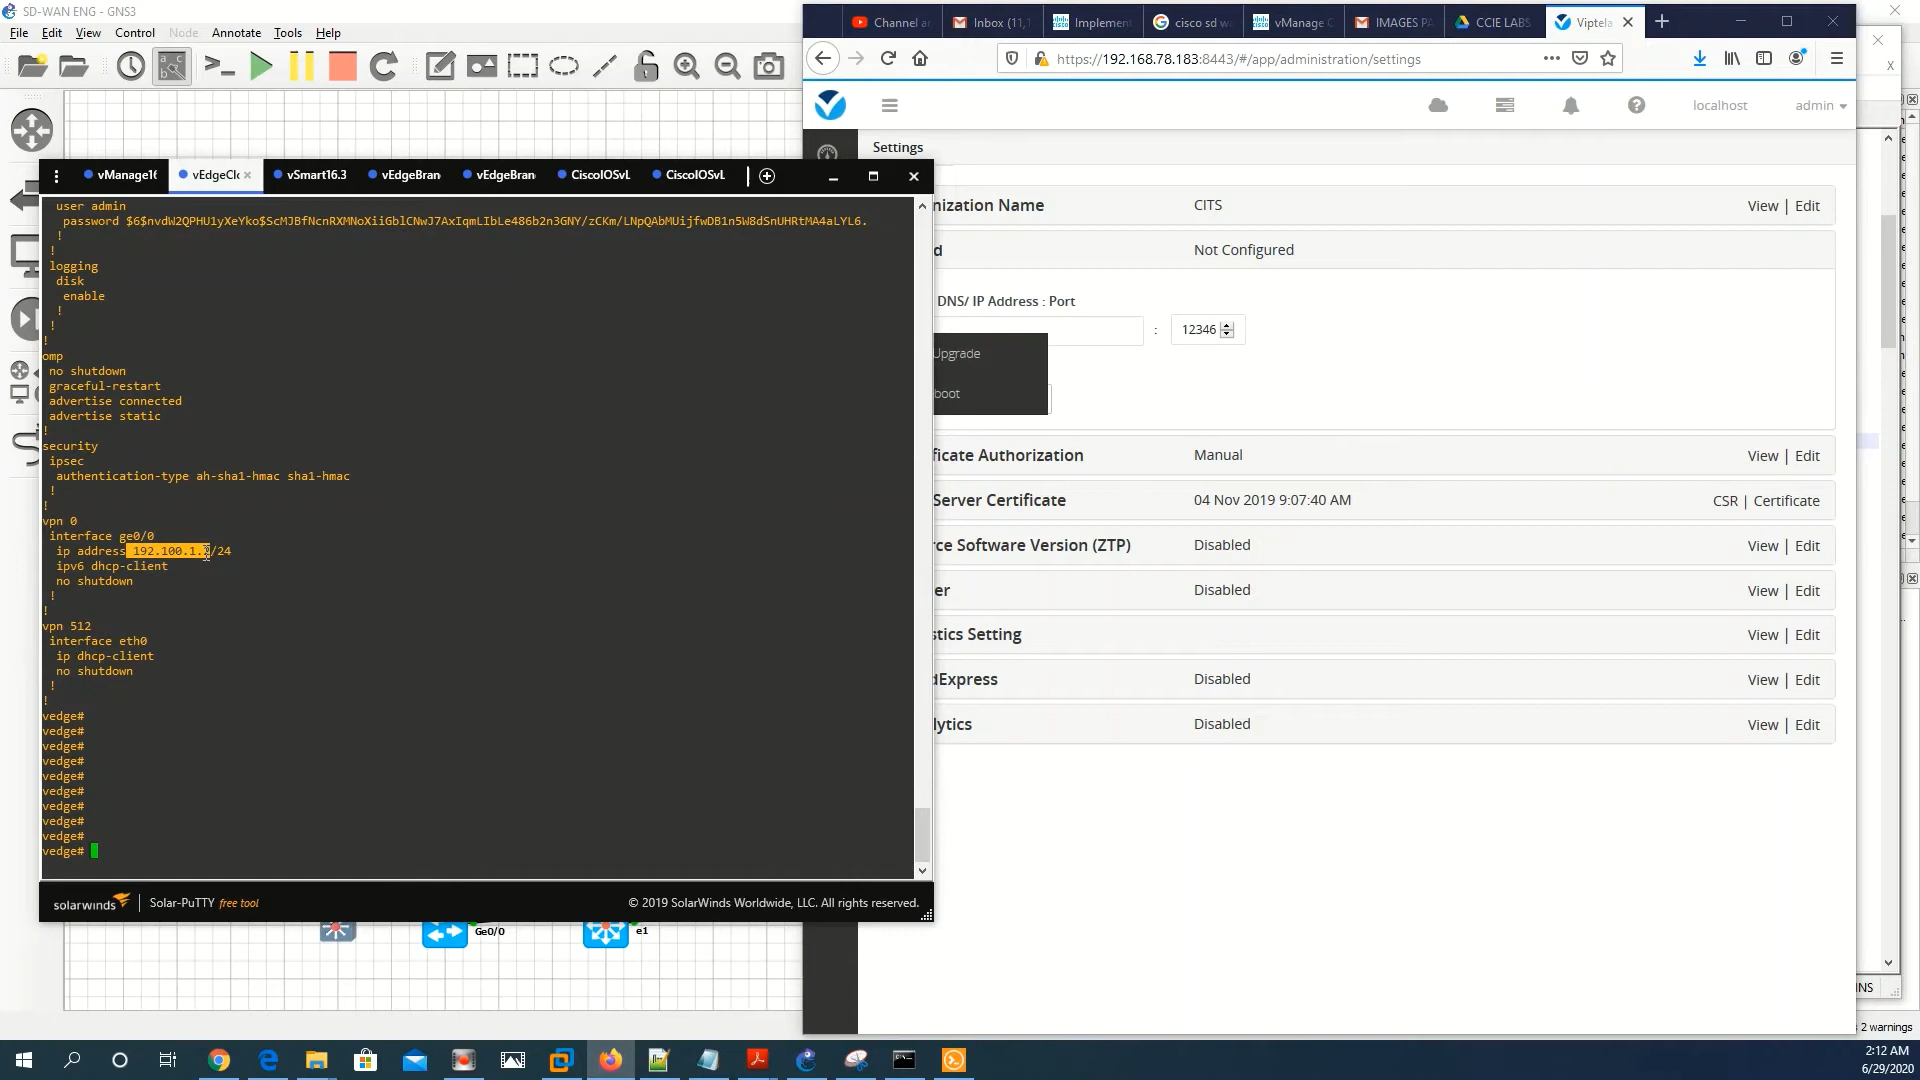 SD-WAN ENG - GNS3
File Edit View Control Node Annotate Tools Help
Channel a
Inbox (11,
Implemen
cisco sd w
vManage C
IMAGES PA
CCIE LABS
Viptela
https://192.168.78.183:8443/#/app/administration/settings
localhost
admin
Settings
nization Name CITS View | Edit
d Not Configured
DNS/ IP Address : Port
: 12346
Upgrade
boot
ficate Authorization Manual View | Edit
Server Certificate 04 Nov 2019 9:07:40 AM CSR | Certificate
rce Software Version (ZTP) Disabled View | Edit
er Disabled View | Edit
stics Setting View | Edit
dExpress Disabled View | Edit
lytics Disabled View | Edit
vManage16 vEdgeClo vSmart16.3 vEdgeBran vEdgeBran CiscoIOSvL CiscoIOSvL
user admin
!
!
logging
disk
enable
!
!
!
omp
no shutdown
graceful-restart
advertise connected
advertise static
!
security
ipsec
authentication-type ah-sha1-hmac sha1-hmac
!
!
vpn 0
interface ge0/0
ip address 192.100.1.2/24
ipv6 dhcp-client
no shutdown
!
!
vpn 512
interface eth0
ip dhcp-client
no shutdown
!
!
vedge#
vedge#
vedge#
vedge#
vedge#
vedge#
vedge#
vedge#
vedge#
vedge#
solarwinds Solar-PuTTY free tool © 2019 SolarWinds Worldwide, LLC. All rights reserved.
Ge0/0
e1
INS
2 warnings
2:12 AM
6/29/2020